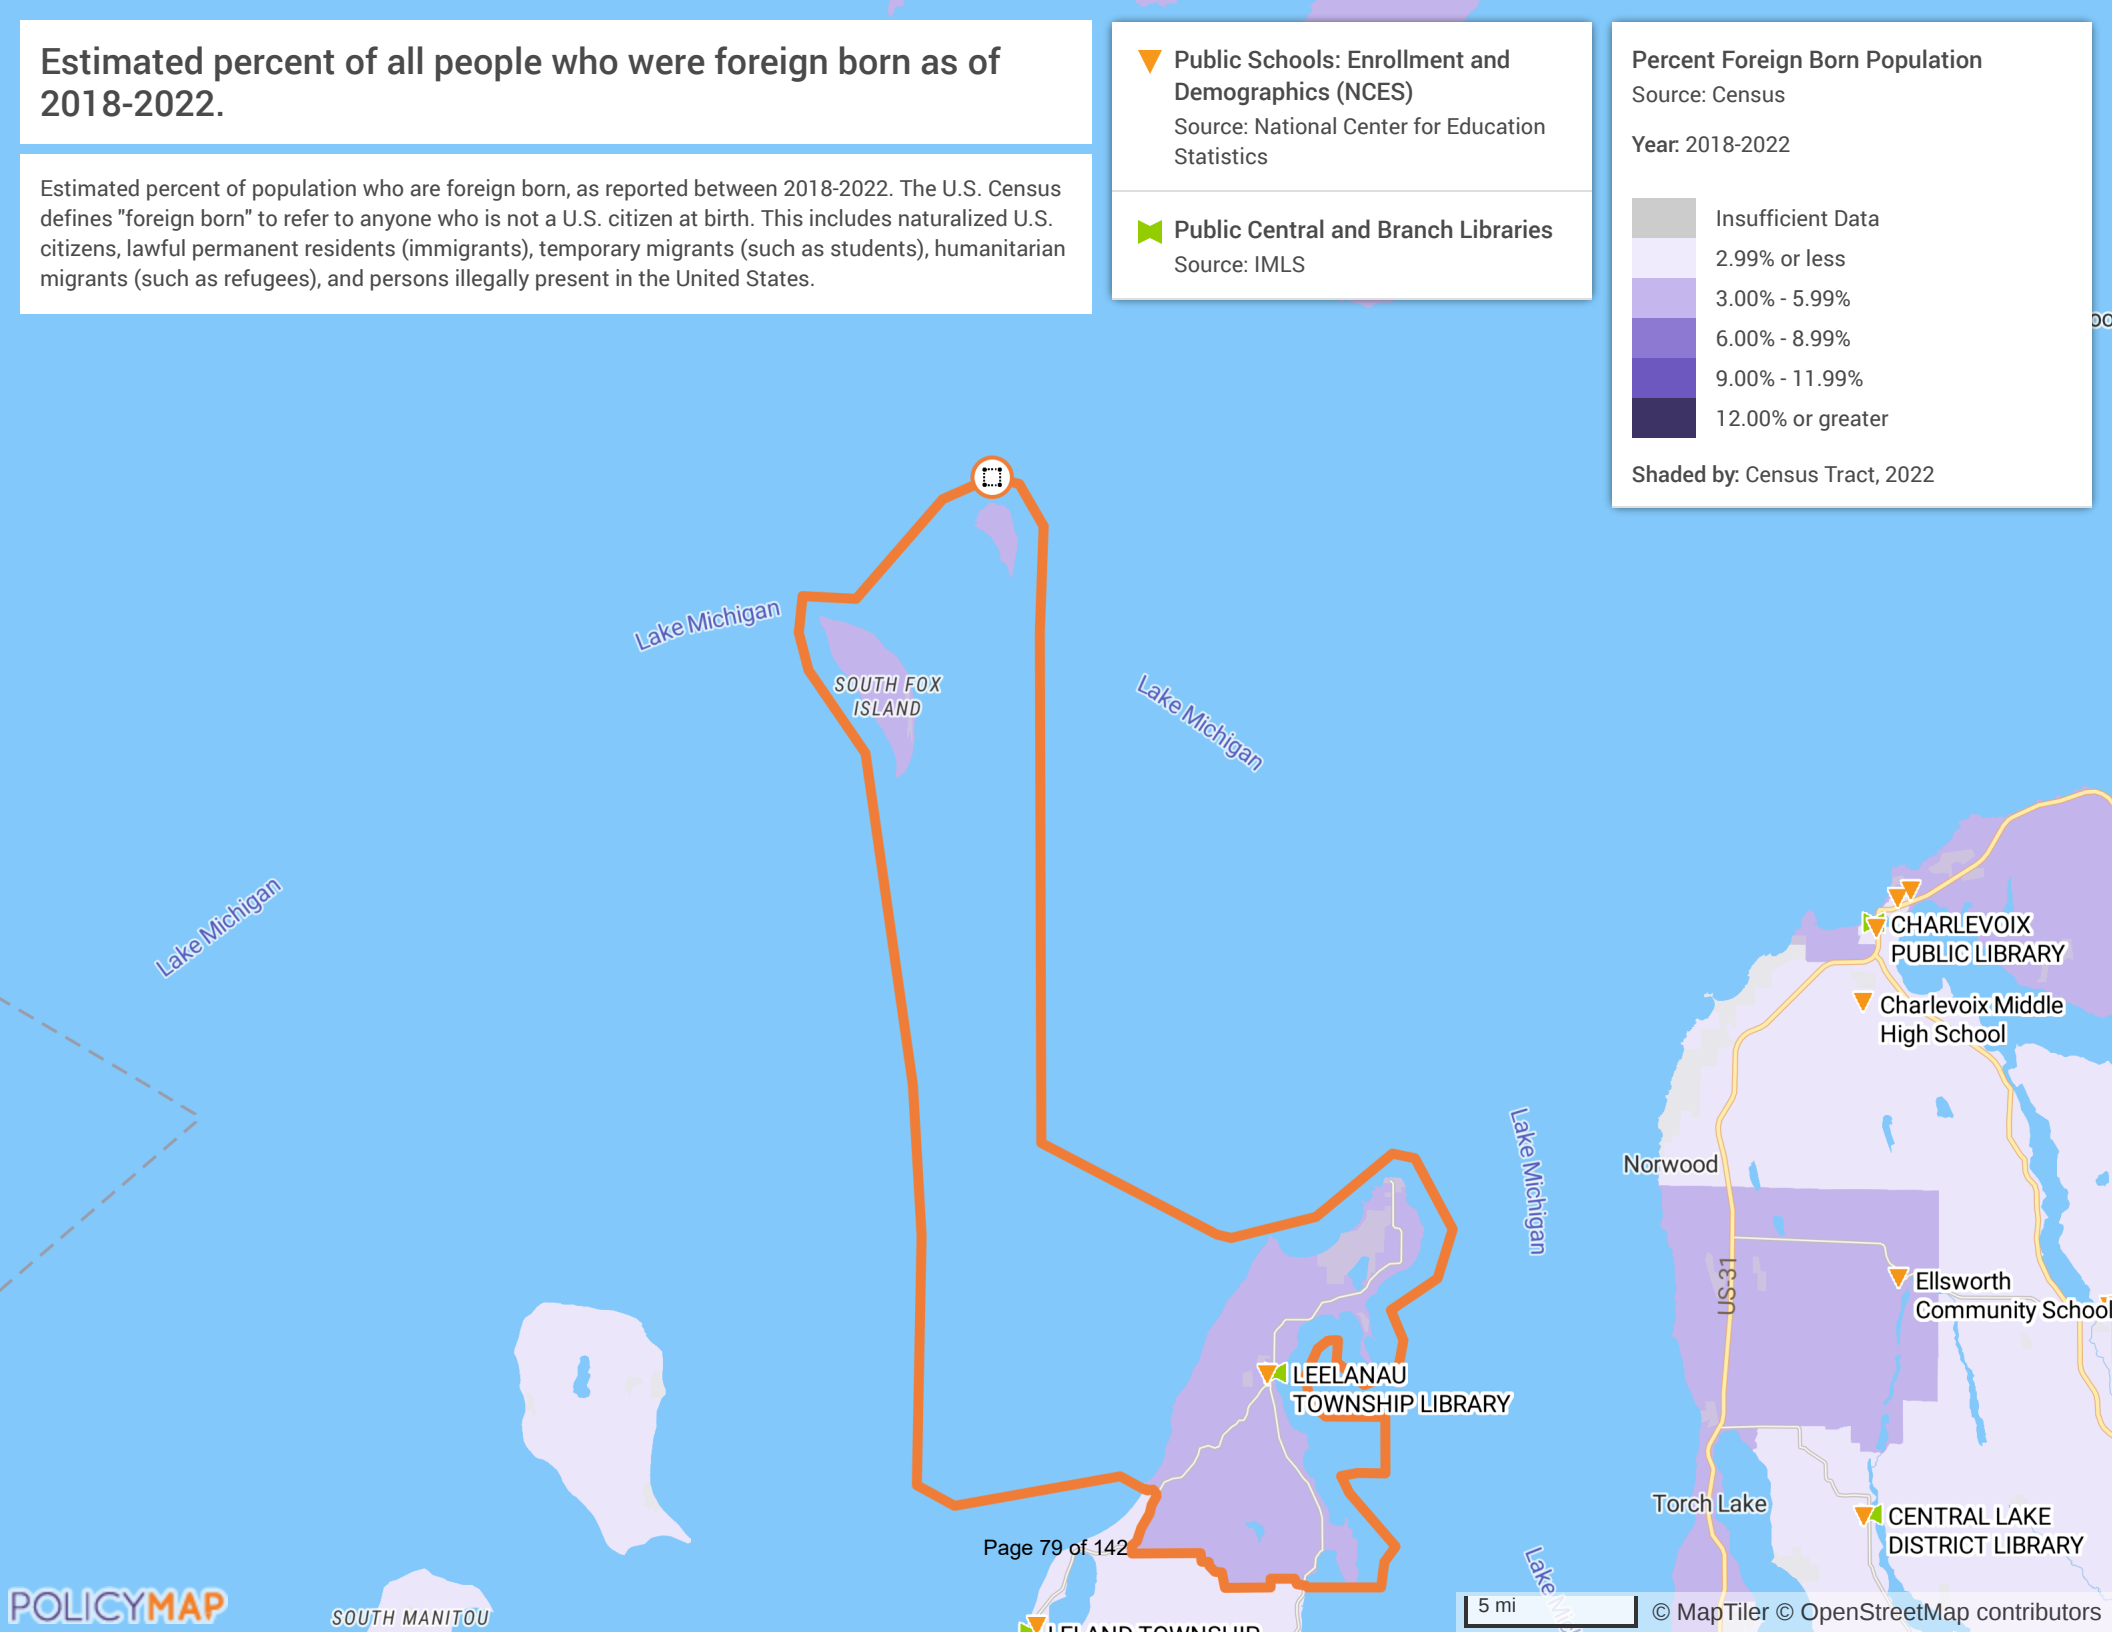 Estimated percent of all people who were foreign born as of
2018-2022.
Estimated percent of population who are foreign born, as reported between 2018-2022. The U.S. Census
defines "foreign born" to refer to anyone who is not a U.S. citizen at birth. This includes naturalized U.S.
citizens, lawful permanent residents (immigrants), temporary migrants (such as students), humanitarian
migrants (such as refugees), and persons illegally present in the United States.
Public Schools: Enrollment and
Demographics (NCES)
Source: National Center for Education
Statistics
Public Central and Branch Libraries
Source: IMLS
Percent Foreign Born Population
Source: Census
Year: 2018-2022
Insufficient Data
2.99% or less
3.00% - 5.99%
6.00% - 8.99%
9.00% - 11.99%
12.00% or greater
Shaded by: Census Tract, 2022
Lake Michigan
SOUTH FOX
ISLAND
Lake Michigan
Lake Michigan
CHARLEVOIX
PUBLIC LIBRARY
Charlevoix Middle
High School
Lake Michigan
Norwood
US-31
Ellsworth
Community School
LEELANAU
TOWNSHIP LIBRARY
Torch Lake
CENTRAL LAKE
DISTRICT LIBRARY
Page 79 of 142
Lake
POLICYMAP
SOUTH MANITOU
LELAND TOWNSHIP
5 mi
© MapTiler © OpenStreetMap contributors